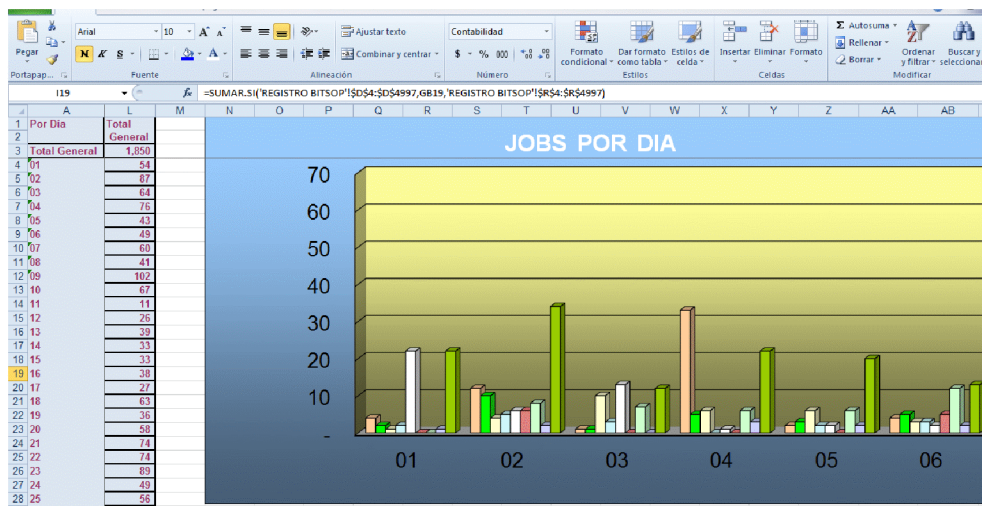 Pegar
Portapap...
Arial 10 A A
N K S A
Fuente
Ajustar texto
Combinar y centrar
Alineación
Contabilidad
$ % 000
Número
Formato condicional
Dar formato como tabla
Estilos de celda
Estilos
Insertar Eliminar Formato
Celdas
Σ Autosuma
Rellenar
Borrar
Ordenar y filtrar
Buscar y
Modificar
I19 fx =SUMAR.SI('REGISTRO BITSOP'!$D$4:$D$4997,GB19,'REGISTRO BITSOP'!$R$4:$R$4997)
A L M N O P Q R S T U V W X Y Z AA AB
1 Por Dia Total
2 General
3 Total General 1,850
4 01 54
5 02 87
6 03 64
7 04 76
8 05 43
9 06 49
10 07 60
11 08 41
12 09 102
13 10 67
14 11 11
15 12 26
16 13 39
17 14 33
18 15 33
19 16 38
20 17 27
21 18 63
22 19 36
23 20 58
24 21 74
25 22 74
26 23 89
27 24 49
28 25 56
JOBS POR DIA
70
60
50
40
30
20
10
-
01 02 03 04 05 06